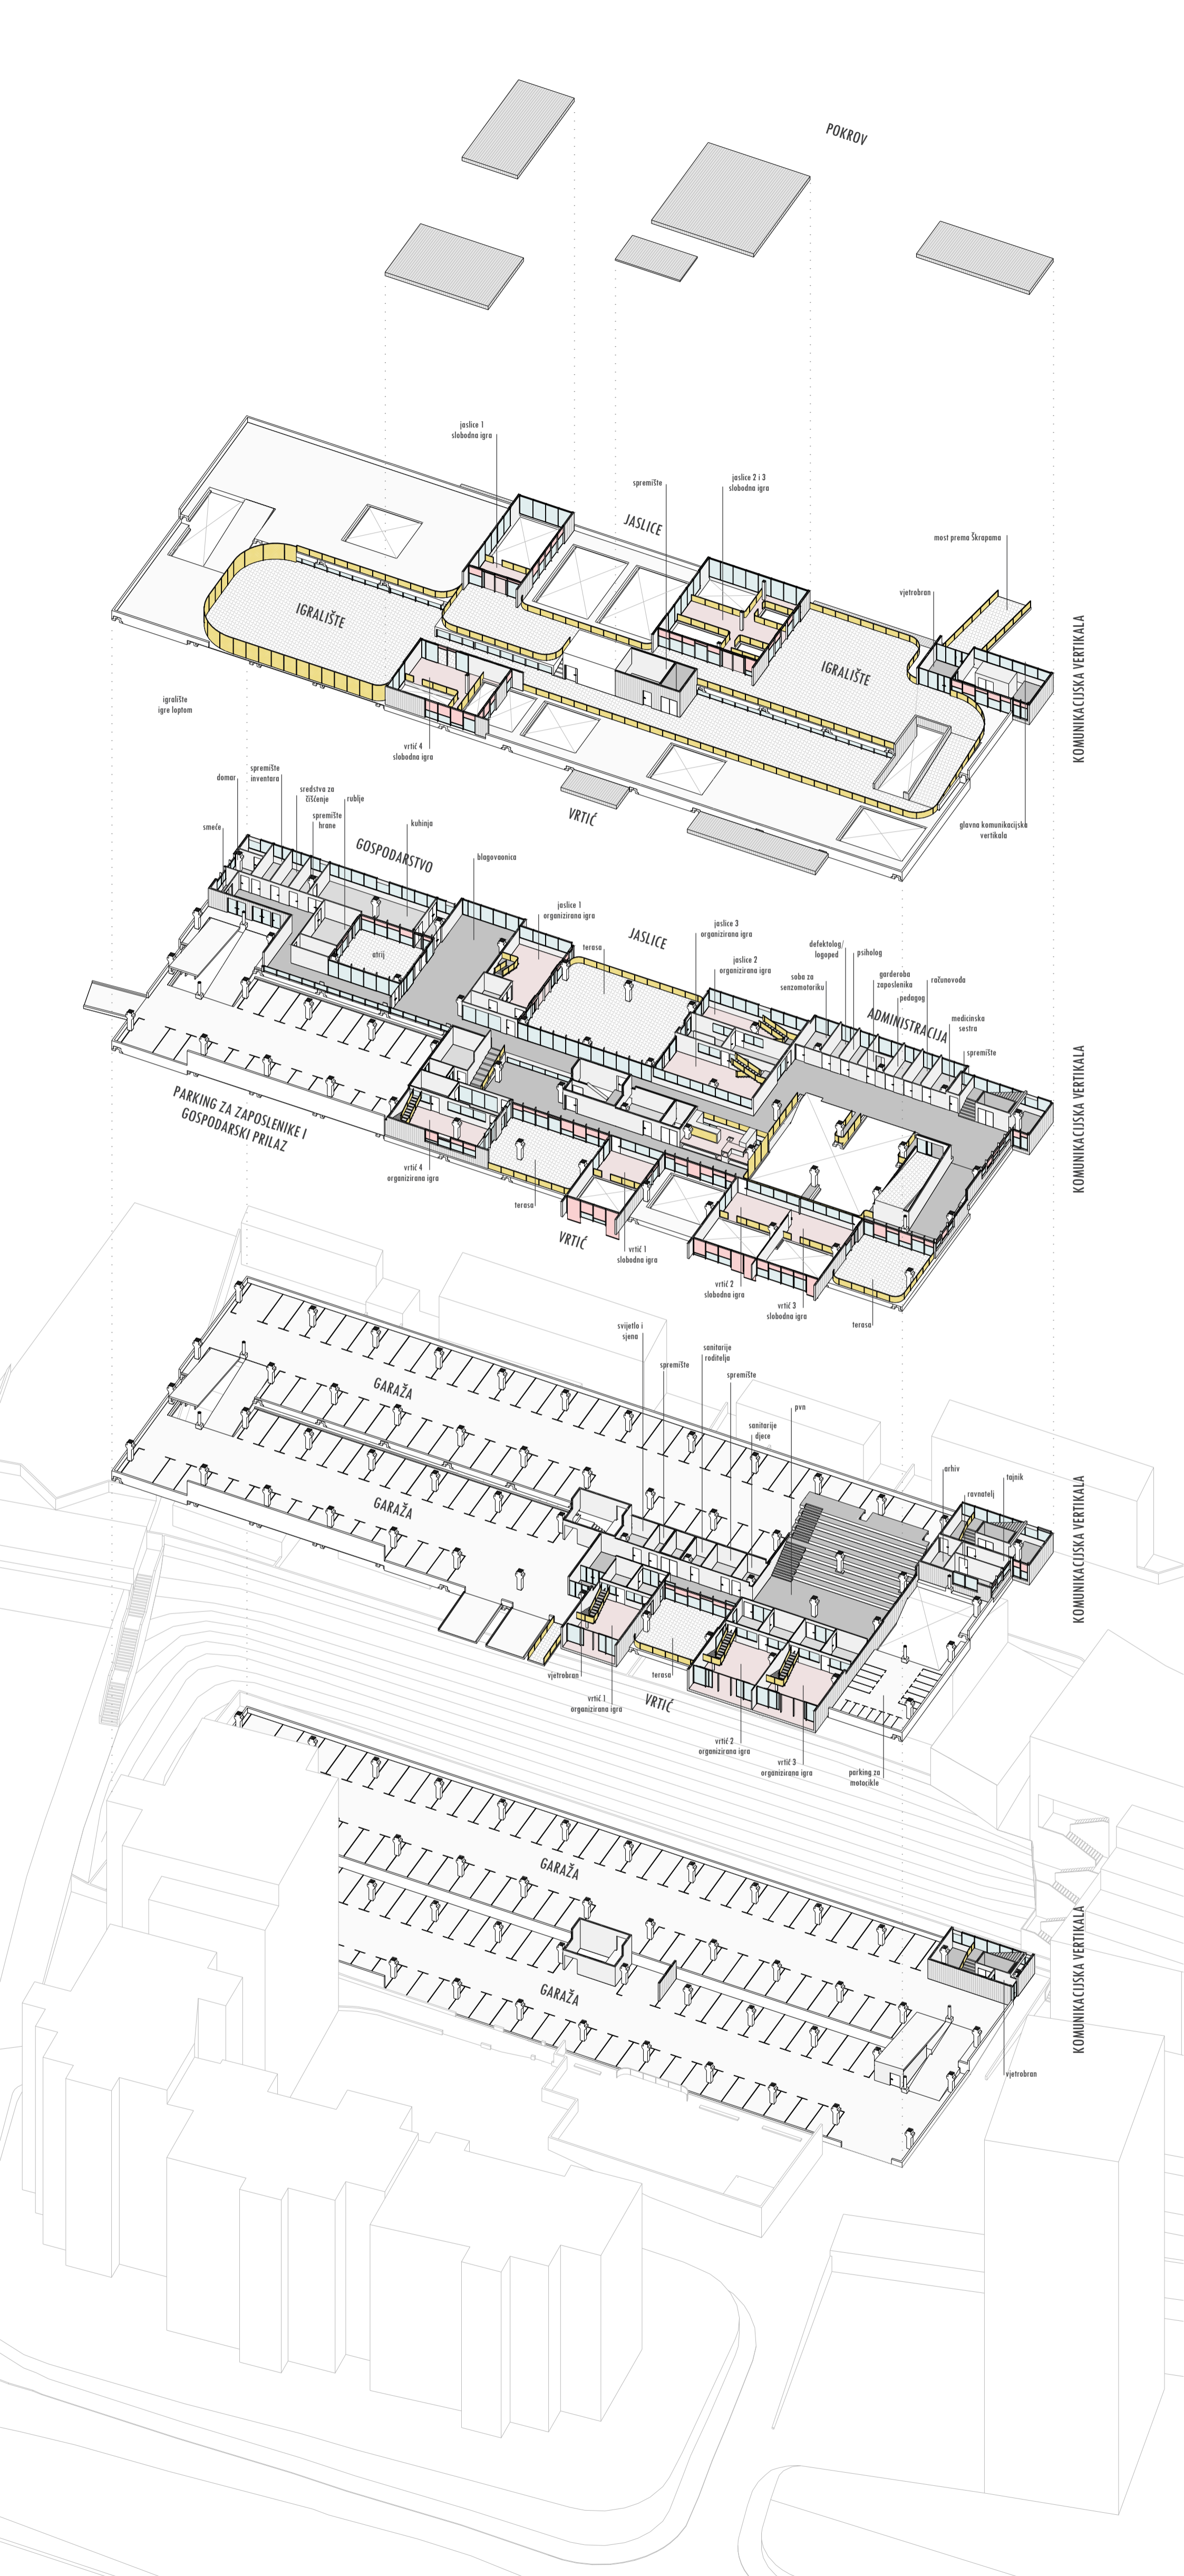 POKROV
jaslice 1
slobodna igra
spremište
jaslice 2 i 3
slobodna igra
JASLICE
most prema Škrapama
vjetrobran
IGRALIŠTE
IGRALIŠTE
KOMUNIKACIJSKA VERTIKALA
igralište
igre loptom
vrtić 4
slobodna igra
VRTIĆ
glavna komunikacijska
vertikala
domar
spremište
inventara
sredstva za
čišćenje
rublje
spremište
hrane
smeće
kuhinja
GOSPODARSTVO
blagovaonica
jaslice 1
organizirana igra
terasa
JASLICE
jaslice 3
organizirana igra
jaslice 2
organizirana igra
defektolog/
logoped
psiholog
soba za
senzomotoriku
garderoba
zaposlenika
računovođa
pedagog
ADMINISTRACIJA
medicinska
sestra
spremište
atrij
KOMUNIKACIJSKA VERTIKALA
PARKING ZA ZAPOSLENIKE I
GOSPODARSKI PRILAZ
vrtić 4
organizirana igra
terasa
VRTIĆ
vrtić 1
slobodna igra
vrtić 2
slobodna igra
vrtić 3
slobodna igra
terasa
svijetlo i
sjena
spremište
sanitarije
roditelja
spremište
pvn
sanitarije
djece
GARAŽA
GARAŽA
arhiv
ravnatelj
tajnik
KOMUNIKACIJSKA VERTIKALA
vjetrobran
terasa
vrtić 1
organizirana igra
VRTIĆ
vrtić 2
organizirana igra
vrtić 3
organizirana igra
parking za
motocikle
GARAŽA
GARAŽA
KOMUNIKACIJSKA VERTIKALA
vjetrobran